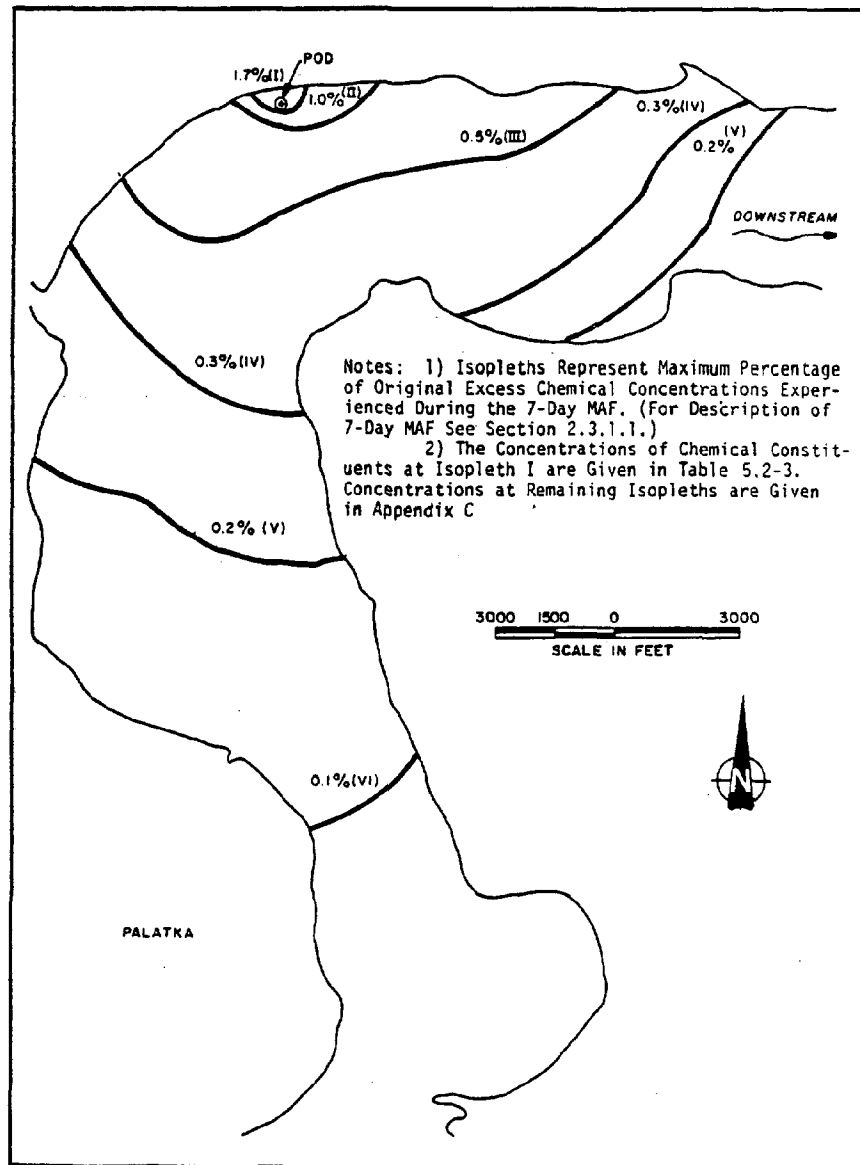 POD
1.7%(I)
1.0%(II)
0.3%(IV)
0.5%(III)
(V)
0.2%
DOWNSTREAM
0.3%(IV)
Notes: 1) Isopleths Represent Maximum Percentage
of Original Excess Chemical Concentrations Exper-
ienced During the 7-Day MAF. (For Description of
7-Day MAF See Section 2.3.1.1.)
2) The Concentrations of Chemical Constit-
uents at Isopleth I are Given in Table 5.2-3.
Concentrations at Remaining Isopleths are Given
in Appendix C
0.2% (V)
3000 1500 0 3000
SCALE IN FEET
N
0.1%(VI)
PALATKA